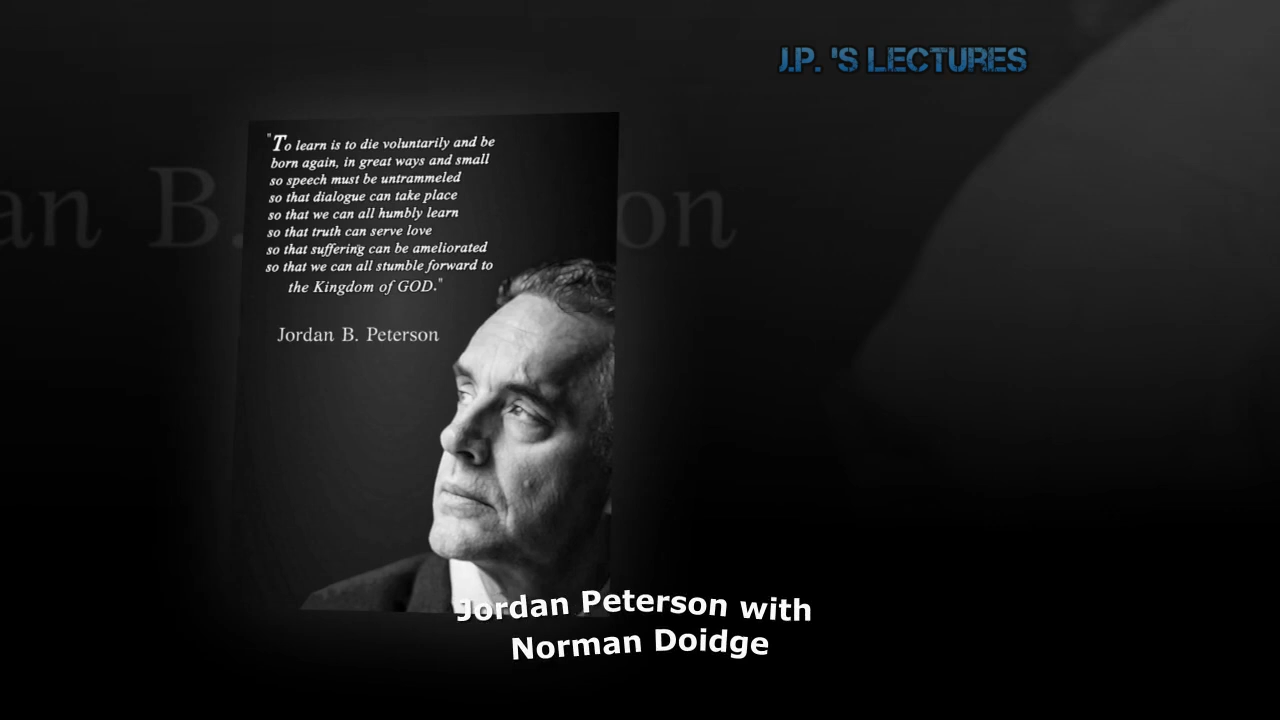 J.P. 'S LECTURES
"To learn is to die voluntarily and be
born again, in great ways and small
so speech must be untrammeled
so that dialogue can take place
so that we can all humbly learn
so that truth can serve love
so that suffering can be ameliorated
so that we can all stumble forward to
the Kingdom of GOD."
an B. on
Jordan B. Peterson
Jordan Peterson with
Norman Doidge